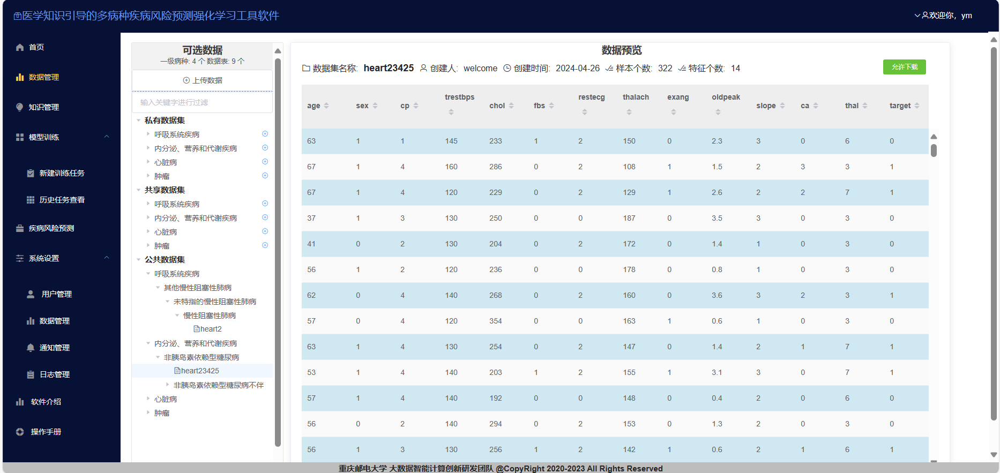 医学知识引导的多病种疾病风险预测强化学习工具软件
欢迎你，ym
首页
数据管理
知识管理
模型训练
新建训练任务
历史任务查看
疾病风险预测
系统设置
用户管理
数据管理
通知管理
日志管理
软件介绍
操作手册
可选数据
一级病种: 4 个 数据表: 9 个
上传数据
输入关键字进行过滤
私有数据集
呼吸系统疾病
内分泌、营养和代谢疾病
心脏病
肿瘤
共享数据集
呼吸系统疾病
内分泌、营养和代谢疾病
心脏病
肿瘤
公共数据集
呼吸系统疾病
其他慢性阻塞性肺病
未特指的慢性阻塞性肺病
慢性阻塞性肺病
heart2
内分泌、营养和代谢疾病
非胰岛素依赖型糖尿病
heart23425
非胰岛素依赖型糖尿病不伴
心脏病
肿瘤
数据预览
数据集名称: heart23425 创建人: welcome 创建时间: 2024-04-26 样本个数: 322 特征个数: 14
允许下载
age sex cp trestbps chol fbs restecg thalach exang oldpeak slope ca thal target
63 1 1 145 233 1 2 150 0 2.3 3 0 6 0
67 1 4 160 286 0 2 108 1 1.5 2 3 3 1
67 1 4 120 229 0 2 129 1 2.6 2 2 7 1
37 1 3 130 250 0 0 187 0 3.5 3 0 3 0
41 0 2 130 204 0 2 172 0 1.4 1 0 3 0
56 1 2 120 236 0 0 178 0 0.8 1 0 3 0
62 0 4 140 268 0 2 160 0 3.6 3 2 3 1
57 0 4 120 354 0 0 163 1 0.6 1 0 3 0
63 1 4 130 254 0 2 147 0 1.4 2 1 7 1
53 1 4 140 203 1 2 155 1 3.1 3 0 7 1
57 1 4 140 192 0 0 148 0 0.4 2 0 6 0
56 0 2 140 294 0 2 153 0 1.3 2 0 3 0
56 1 3 130 256 1 2 142 1 0.6 2 1 6 1
重庆邮电大学 大数据智能计算创新研发团队 @CopyRight 2020-2023 All Rights Reserved